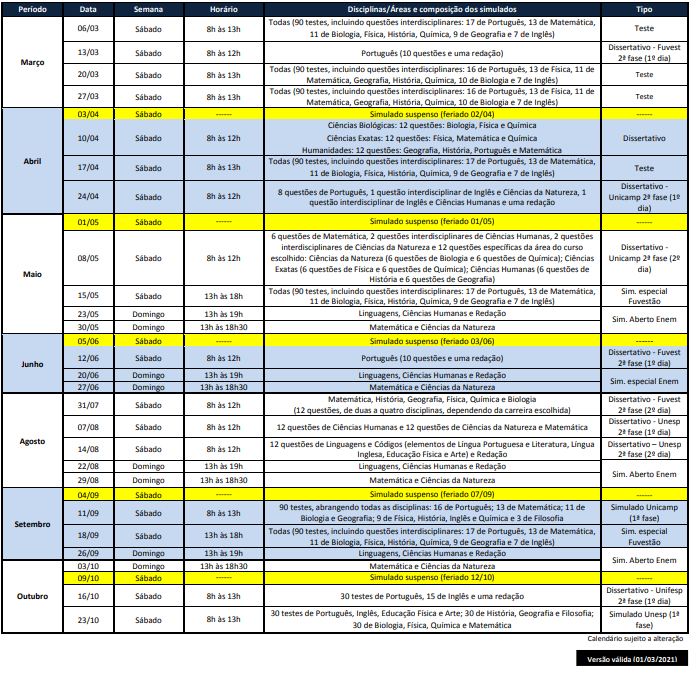 Período Data Semana Horário Disciplinas/Áreas e composição dos simulados Tipo
Março
06/03 Sábado 8h às 13h Todas (90 testes, incluindo questões interdisciplinares: 17 de Português, 13 de Matemática,
11 de Biologia, Física, História, Química, 9 de Geografia e 7 de Inglês) Teste
13/03 Sábado 8h às 12h Português (10 questões e uma redação) Dissertativo - Fuvest
2ª fase (1º dia)
20/03 Sábado 8h às 13h Todas (90 testes, incluindo questões interdisciplinares: 16 de Português, 13 de Física, 11 de
Matemática, Geografia, História, Química, 10 de Biologia e 7 de Inglês) Teste
27/03 Sábado 8h às 13h Todas (90 testes, incluindo questões interdisciplinares: 16 de Português, 13 de Física, 11 de
Matemática, Geografia, História, Química, 10 de Biologia e 7 de Inglês) Teste
Abril
03/04 Sábado ------ Simulado suspenso (feriado 02/04) ------
10/04 Sábado 8h às 12h Ciências Biológicas: 12 questões: Biologia, Física e Química
Ciências Exatas: 12 questões: Física, Matemática e Química
Humanidades: 12 questões: Geografia, História, Português e Matemática Dissertativo
17/04 Sábado 8h às 13h Todas (90 testes, incluindo questões interdisciplinares: 17 de Português, 13 de Matemática,
11 de Biologia, Física, História, Química, 9 de Geografia e 7 de Inglês) Teste
24/04 Sábado 8h às 12h 8 questões de Português, 1 questão interdisciplinar de Inglês e Ciências da Natureza, 1
questão interdisciplinar de Inglês e Ciências Humanas e uma redação Dissertativo -
Unicamp 2ª fase (1º
dia)
Maio
01/05 Sábado ------ Simulado suspenso (feriado 01/05) ------
08/05 Sábado 8h às 12h 6 questões de Matemática, 2 questões interdisciplinares de Ciências Humanas, 2 questões
interdisciplinares de Ciências da Natureza e 12 questões específicas da área do curso
escolhido: Ciências da Natureza (6 questões de Biologia e 6 questões de Química); Ciências
Exatas (6 questões de Física e 6 questões de Química); Ciências Humanas (6 questões de
História e 6 questões de Geografia) Dissertativo -
Unicamp 2ª fase (2º
dia)
15/05 Sábado 13h às 18h Todas (90 testes, incluindo questões interdisciplinares: 17 de Português, 13 de Matemática,
11 de Biologia, Física, História, Química, 9 de Geografia e 7 de Inglês) Sim. especial
Fuvestão
23/05 Domingo 13h às 19h Linguagens, Ciências Humanas e Redação Sim. Aberto Enem
30/05 Domingo 13h às 18h30 Matemática e Ciências da Natureza
Junho
05/06 Sábado ------ Simulado suspenso (feriado 03/06) ------
12/06 Sábado 8h às 12h Português (10 questões e uma redação) Dissertativo - Fuvest
2ª fase (1º dia)
20/06 Domingo 13h às 19h Linguagens, Ciências Humanas e Redação Sim. especial Enem
27/06 Domingo 13h às 18h30 Matemática e Ciências da Natureza
Agosto
31/07 Sábado 8h às 12h Matemática, História, Geografia, Física, Química e Biologia
(12 questões, de duas a quatro disciplinas, dependendo da carreira escolhida) Dissertativo - Fuvest
2ª fase (2º dia)
07/08 Sábado 8h às 12h 12 questões de Ciências Humanas e 12 questões de Ciências da Natureza e Matemática Dissertativo - Unesp
2ª fase (1º dia)
14/08 Sábado 8h às 12h 12 questões de Linguagens e Códigos (elementos de Língua Portuguesa e Literatura, Língua
Inglesa, Educação Física e Arte) e Redação Dissertativo – Unesp
2ª fase (2º dia)
22/08 Domingo 13h às 19h Linguagens, Ciências Humanas e Redação Sim. Aberto Enem
29/08 Domingo 13h às 18h30 Matemática e Ciências da Natureza
Setembro
04/09 Sábado ------ Simulado suspenso (feriado 07/09) ------
11/09 Sábado 8h às 13h 90 testes, abrangendo todas as disciplinas: 16 de Português; 13 de Matemática; 11 de
Biologia e Geografia; 9 de Física, História, Inglês e Química e 3 de Filosofia Simulado Unicamp
(1ª fase)
18/09 Sábado 13h às 18h Todas (90 testes, incluindo questões interdisciplinares: 17 de Português, 13 de Matemática,
11 de Biologia, Física, História, Química, 9 de Geografia e 7 de Inglês) Sim. especial
Fuvestão
26/09 Domingo 13h às 19h Linguagens, Ciências Humanas e Redação Sim. Aberto Enem
Outubro
03/10 Domingo 13h às 18h30 Matemática e Ciências da Natureza
09/10 Sábado ------ Simulado suspenso (feriado 12/10) ------
16/10 Sábado 8h às 12h 30 testes de Português, 15 de Inglês e uma redação Dissertativo - Unifesp
2ª fase (1º dia)
23/10 Sábado 8h às 13h 30 testes de Português, Inglês, Educação Física e Arte; 30 de História, Geografia e Filosofia;
30 de Biologia, Física, Química e Matemática Simulado Unesp (1ª
fase)
Calendário sujeito a alteração
Versão válida (01/03/2021)